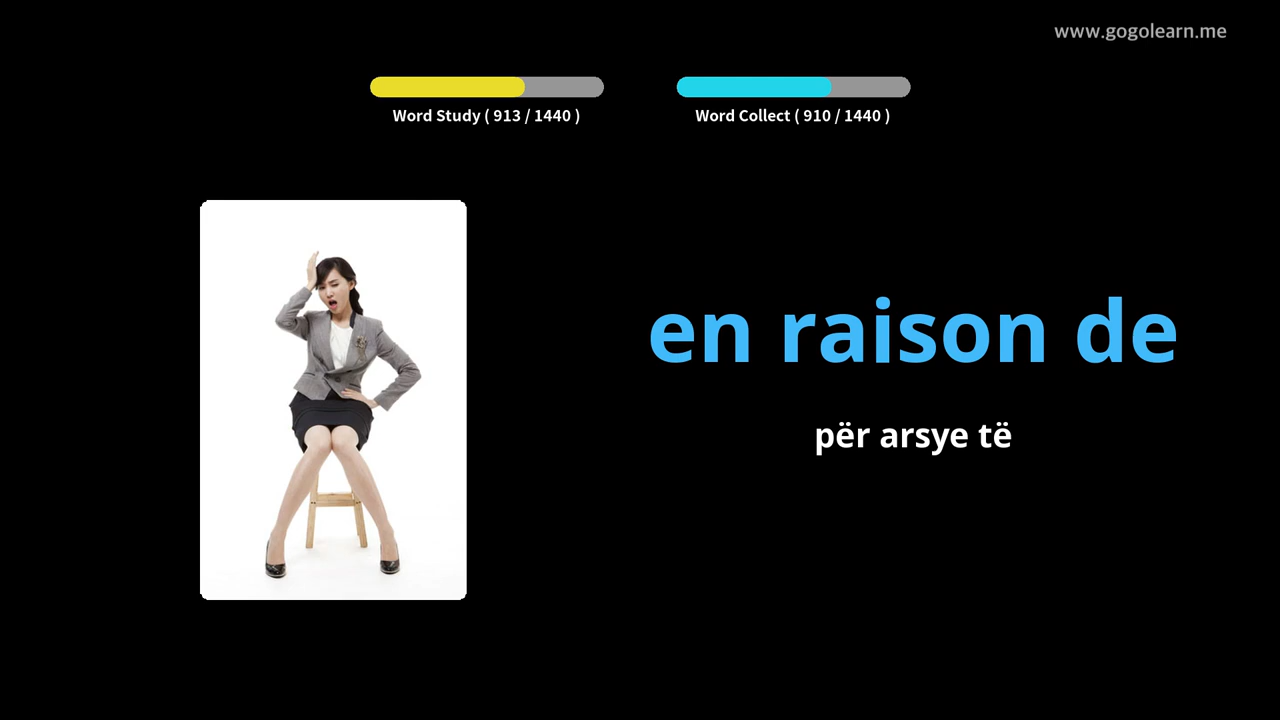 www.gogolearn.me
Word Study ( 913 / 1440 )
Word Collect ( 910 / 1440 )
en raison de
për arsye të